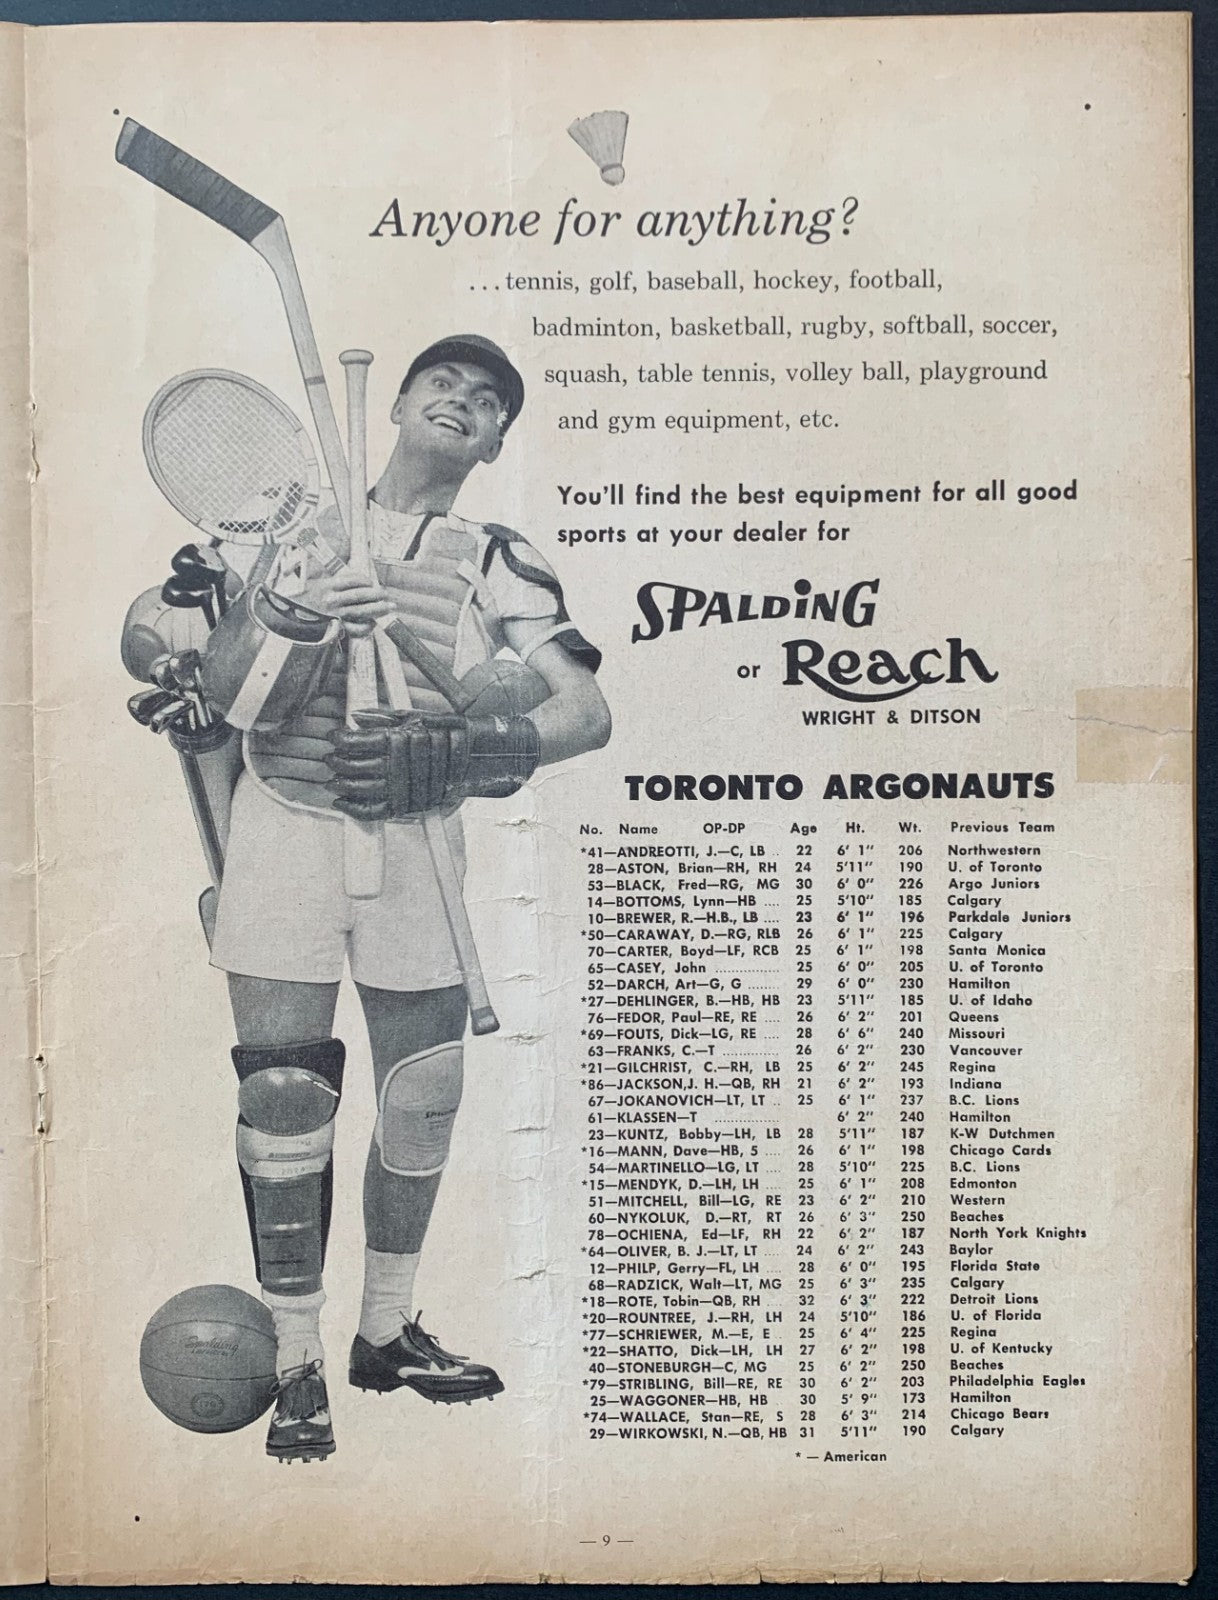 Anyone for anything?
...tennis, golf, baseball, hockey, football,
badminton, basketball, rugby, softball, soccer,
squash, table tennis, volley ball, playground
and gym equipment, etc.
You'll find the best equipment for all good
sports at your dealer for
SPALDING
or Reach
WRIGHT & DITSON
TORONTO ARGONAUTS
No. Name OP-DP Age Ht. Wt. Previous Team
*41—ANDREOTTI, J.—C, LB .. 22 6' 1" 206 Northwestern
28—ASTON, Brian—RH, RH 24 5'11" 190 U. of Toronto
53—BLACK, Fred—RG, MG 30 6' 0" 226 Argo Juniors
14—BOTTOMS, Lynn—HB .... 25 5'10" 185 Calgary
10—BREWER, R.—H.B., LB .... 23 6' 1" 196 Parkdale Juniors
*50—CARAWAY, D.—RG, RLB 26 6' 1" 225 Calgary
70—CARTER, Boyd—LF, RCB 25 6' 1" 198 Santa Monica
65—CASEY, John ................ 25 6' 0" 205 U. of Toronto
52—DARCH, Art—G, G ........ 29 6' 0" 230 Hamilton
*27—DEHLINGER, B.—HB, HB 23 5'11" 185 U. of Idaho
76—FEDOR, Paul—RE, RE .... 26 6' 2" 201 Queens
*69—FOUTS, Dick—LG, RE .... 28 6' 6" 240 Missouri
63—FRANKS, C.—T .............. 26 6' 2" 230 Vancouver
*21—GILCHRIST, C.—RH, LB 25 6' 2" 245 Regina
*86—JACKSON,J. H.—QB, RH 21 6' 2" 193 Indiana
67—JOKANOVICH—LT, LT .. 25 6' 1" 237 B.C. Lions
61—KLASSEN—T ................ 6' 2" 240 Hamilton
23—KUNTZ, Bobby—LH, LB 28 5'11" 187 K-W Dutchmen
*16—MANN, Dave—HB, 5 .... 26 6' 1" 198 Chicago Cards
54—MARTINELLO—LG, LT .... 28 5'10" 225 B.C. Lions
*15—MENDYK, D.—LH, LH .... 25 6' 1" 208 Edmonton
51—MITCHELL, Bill—LG, RE 23 6' 2" 210 Western
60—NYKOLUK, D.—RT, RT 26 6' 3" 250 Beaches
78—OCHIENA, Ed—LF, RH 22 6' 2" 187 North York Knights
*64—OLIVER, B. J.—LT, LT .... 24 6' 2" 243 Baylor
12—PHILP, Gerry—FL, LH .... 28 6' 0" 195 Florida State
68—RADZICK, Walt—LT, MG 25 6' 3" 235 Calgary
*18—ROTE, Tobin—QB, RH .. 32 6' 3" 222 Detroit Lions
*20—ROUNTREE, J.—RH, LH 24 5'10" 186 U. of Florida
*77—SCHRIEWER, M.—E, E .. 25 6' 4" 225 Regina
*22—SHATTO, Dick—LH, LH 27 6' 2" 198 U. of Kentucky
40—STONEBURGH—C, MG 25 6' 2" 250 Beaches
*79—STRIBLING, Bill—RE, RE 30 6' 2" 203 Philadelphia Eagles
25—WAGGONER—HB, HB .. 30 5' 9" 173 Hamilton
*74—WALLACE, Stan—RE, S 28 6' 3" 214 Chicago Bears
29—WIRKOWSKI, N.—QB, HB 31 5'11" 190 Calgary
* — American
— 9 —
Spalding